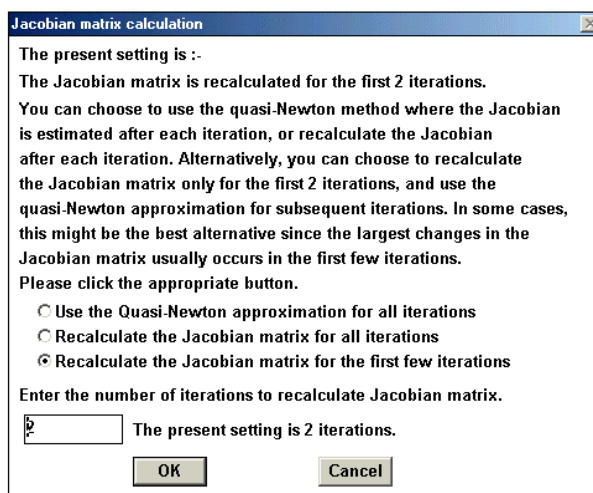 Jacobian matrix calculation
The present setting is :-
The Jacobian matrix is recalculated for the first 2 iterations.
You can choose to use the quasi-Newton method where the Jacobian
is estimated after each iteration, or recalculate the Jacobian
after each iteration. Alternatively, you can choose to recalculate
the Jacobian matrix only for the first 2 iterations, and use the
quasi-Newton approximation for subsequent iterations. In some cases,
this might be the best alternative since the largest changes in the
Jacobian matrix usually occurs in the first few iterations.
Please click the appropriate button.
Use the Quasi-Newton approximation for all iterations
Recalculate the Jacobian matrix for all iterations
Recalculate the Jacobian matrix for the first few iterations
Enter the number of iterations to recalculate Jacobian matrix.
The present setting is 2 iterations.
OK Cancel